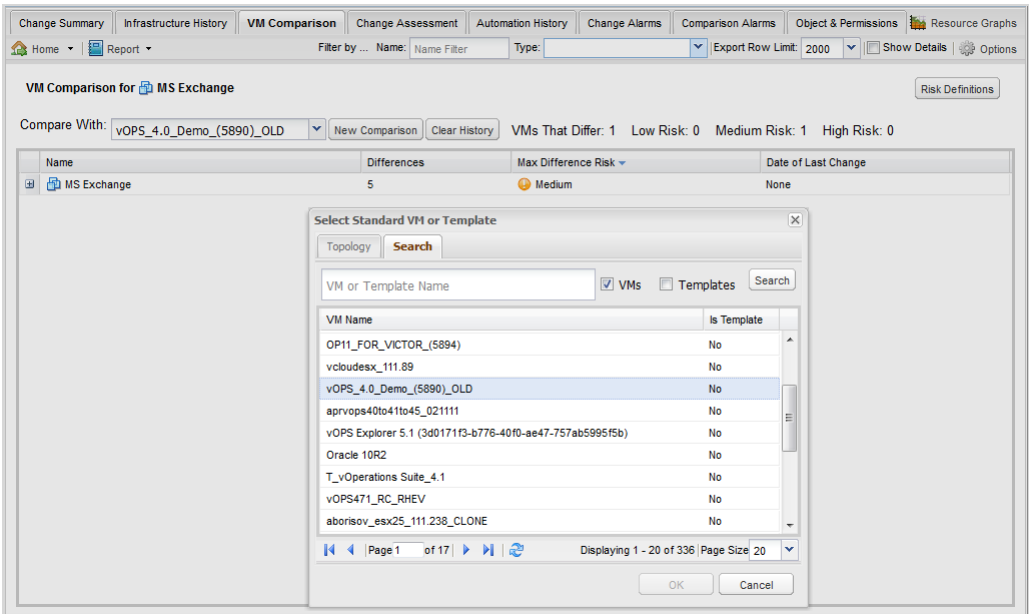 Change Summary Infrastructure History VM Comparison Change Assessment Automation History Change Alarms Comparison Alarms Object & Permissions Resource Graphs
Home Report Filter by ... Name: Name Filter Type: Export Row Limit: 2000 Show Details Options
VM Comparison for MS Exchange Risk Definitions
Compare With: vOPS_4.0_Demo_(5890)_OLD New Comparison Clear History VMs That Differ: 1 Low Risk: 0 Medium Risk: 1 High Risk: 0
Name Differences Max Difference Risk Date of Last Change
MS Exchange 5 Medium None
Select Standard VM or Template
Topology Search
VM or Template Name VMs Templates Search
VM Name Is Template
OP11_FOR_VICTOR_(5894) No
vcloudesx_111.89 No
vOPS_4.0_Demo_(5890)_OLD No
aprvops40to41to45_021111 No
vOPS Explorer 5.1 (3d0171f3-b776-40f0-ae47-757ab5995f5b) No
Oracle 10R2 No
T_vOperations Suite_4.1 No
vOPS471_RC_RHEV No
aborisov_esx25_111.238_CLONE No
Page 1 of 17 Displaying 1 - 20 of 336 Page Size 20
OK Cancel